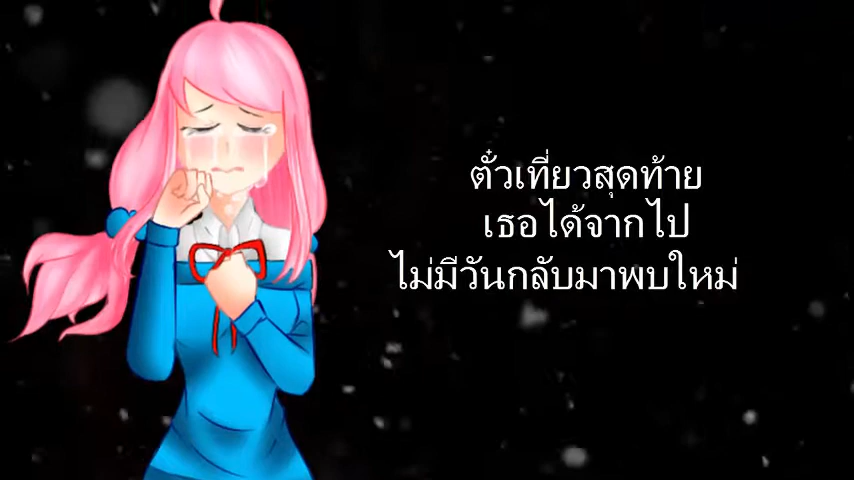 ตั๋วเที่ยวสุดท้าย
เธอได้จากไป
ไม่มีวันกลับมาพบใหม่